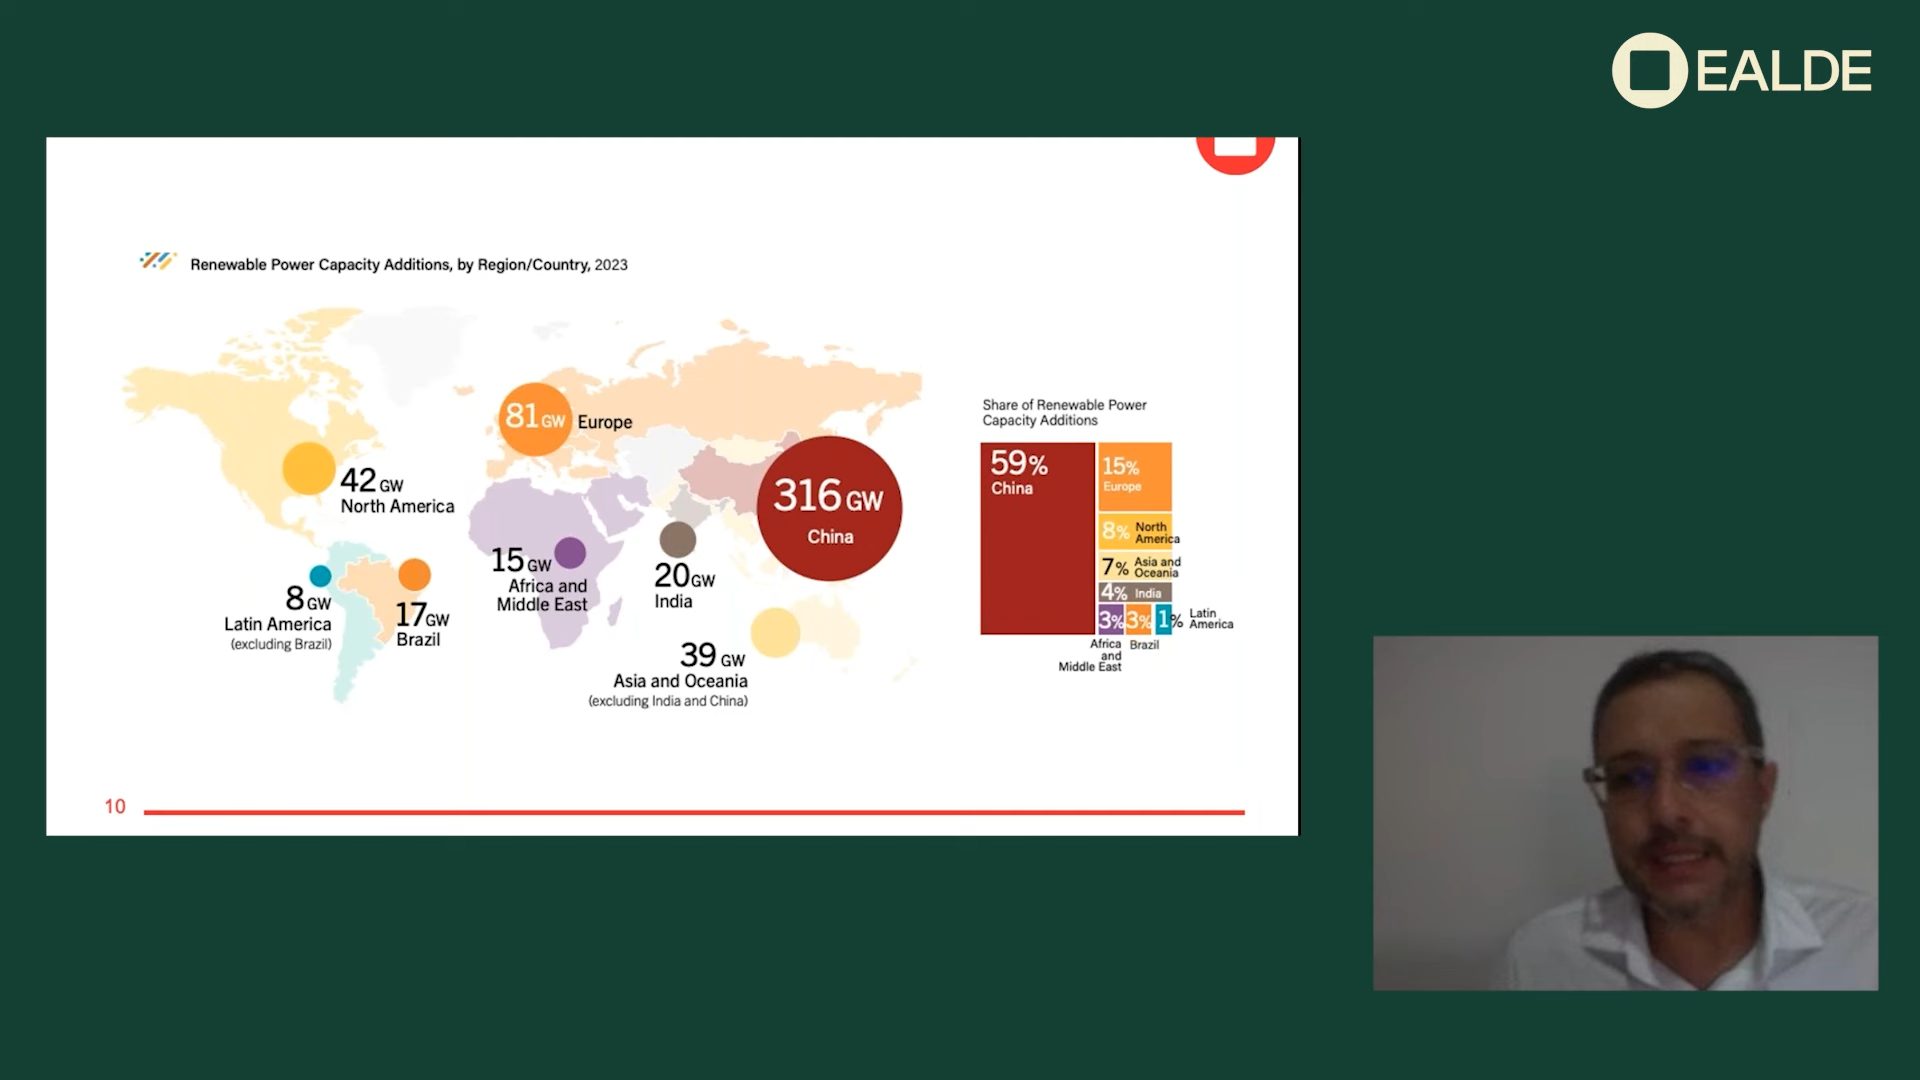 EALDE
Renewable Power Capacity Additions, by Region/Country, 2023
81 GW Europe
42 GW
North America
316 GW
China
15 GW
Africa and
Middle East
20 GW
India
8 GW
Latin America
(excluding Brazil)
17 GW
Brazil
39 GW
Asia and Oceania
(excluding India and China)
Share of Renewable Power
Capacity Additions
59%
China
15%
Europe
8% North
America
7% Asia and
Oceania
4% India
3%
Africa
and
Middle East
3%
Brazil
1% Latin
America
10